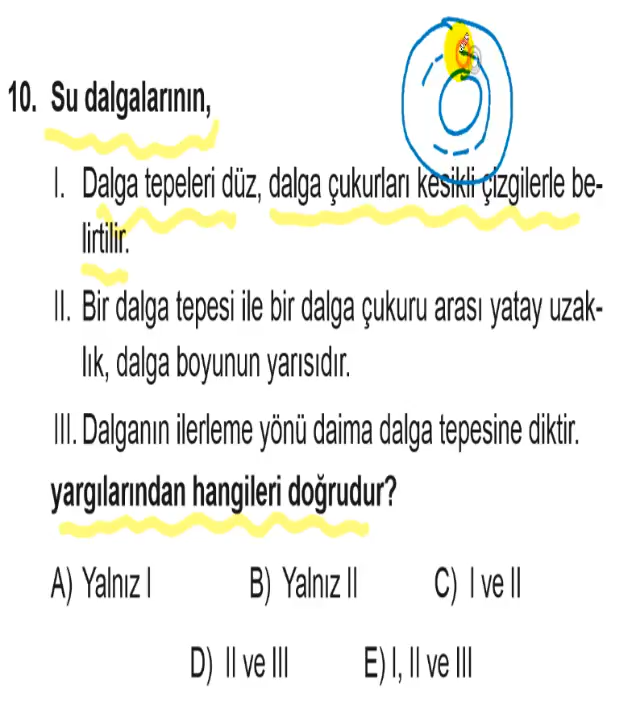 10. Su dalgalarının,
I. Dalga tepeleri düz, dalga çukurları kesikli çizgilerle be-
lirtilir.
II. Bir dalga tepesi ile bir dalga çukuru arası yatay uzak-
lık, dalga boyunun yarısıdır.
III. Dalganın ilerleme yönü daima dalga tepesine diktir.
yargılarından hangileri doğrudur?
A) Yalnız I B) Yalnız II C) I ve II
D) II ve III E) I, II ve III